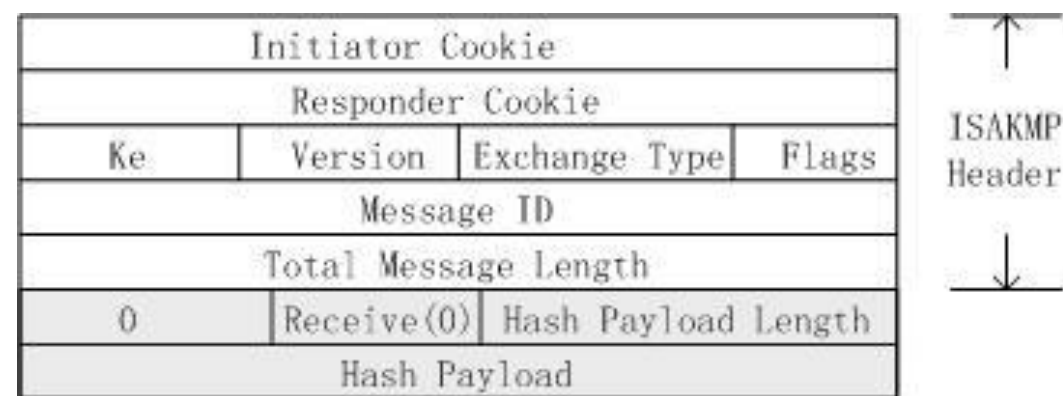 Initiator Cookie
Responder Cookie
Ke Version Exchange Type Flags
Message ID
Total Message Length
0 Receive(0) Hash Payload Length
Hash Payload
ISAKMP
Header